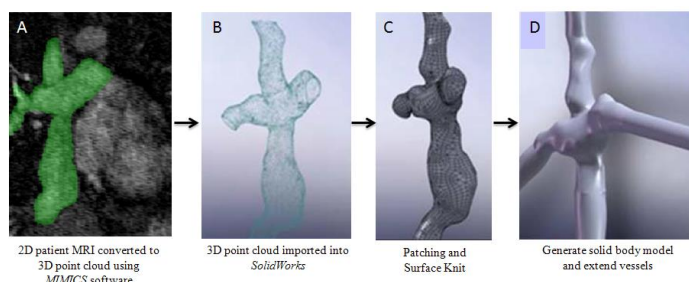 A
B
C
D
2D patient MRI converted to
3D point cloud using
MIMICS software
3D point cloud imported into
SolidWorks
Patching and
Surface Knit
Generate solid body model
and extend vessels